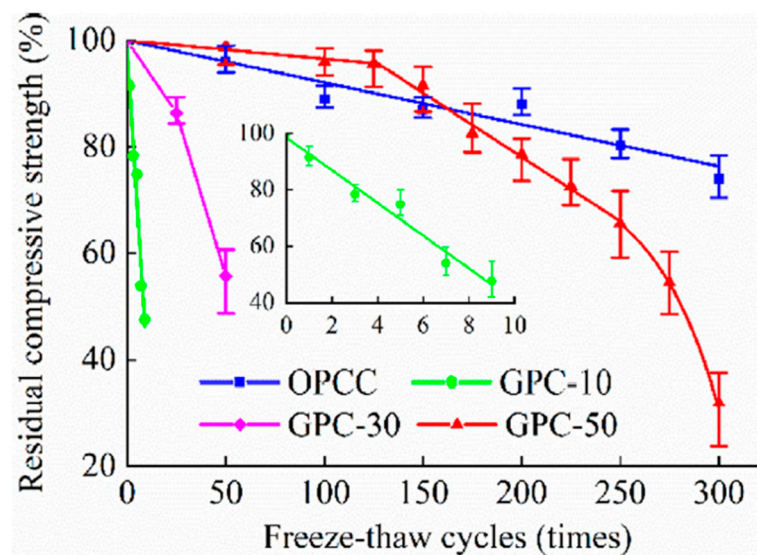 Residual compressive strength (%)
100
80
60
40
20
100
80
60
40
0 2 4 6 8 10
OPCC GPC-10
GPC-30 GPC-50
0 50 100 150 200 250 300
Freeze-thaw cycles (times)